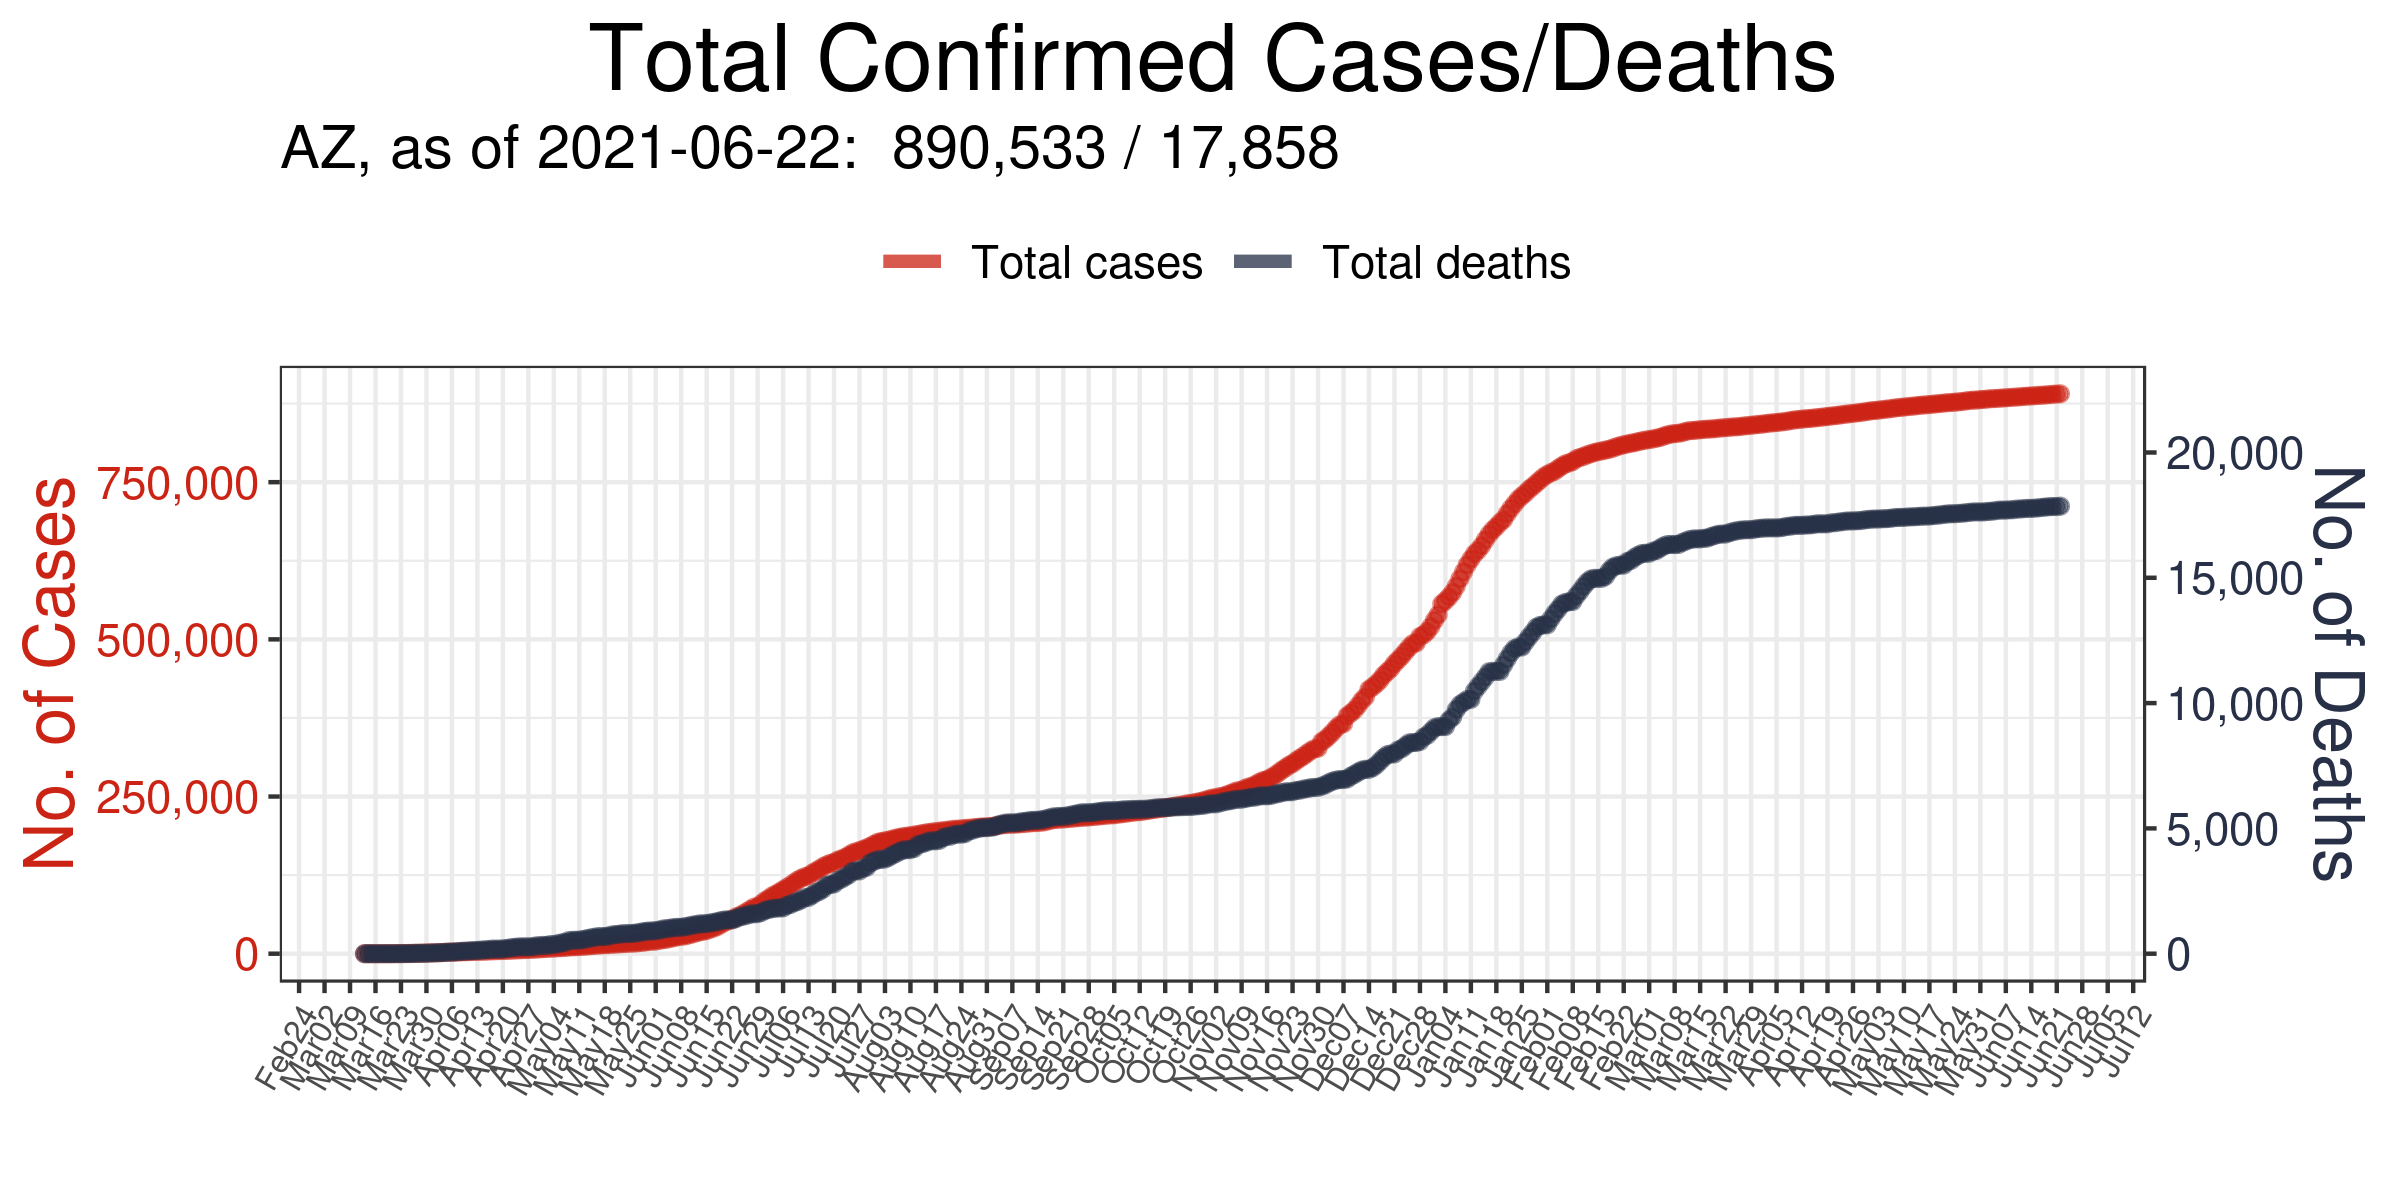 Total Confirmed Cases/Deaths
AZ, as of 2021-06-22:  890,533 / 17,858
Total cases
Total deaths
No. of Cases
750,000
500,000
250,000
0
20,000
15,000
10,000
5,000
0
No. of Deaths
Feb24
Mar02
Mar09
Mar16
Mar23
Mar30
Apr06
Apr13
Apr20
Apr27
May04
May11
May18
May25
Jun01
Jun08
Jun15
Jun22
Jun29
Jul06
Jul13
Jul20
Jul27
Aug03
Aug10
Aug17
Aug24
Aug31
Sep07
Sep14
Sep21
Sep28
Oct05
Oct12
Oct19
Oct26
Nov02
Nov09
Nov16
Nov23
Nov30
Dec07
Dec14
Dec21
Dec28
Jan04
Jan11
Jan18
Jan25
Feb01
Feb08
Feb15
Feb22
Mar01
Mar08
Mar15
Mar22
Mar29
Apr05
Apr12
Apr19
Apr26
May03
May10
May17
May24
May31
Jun07
Jun14
Jun21
Jun28
Jul05
Jul12